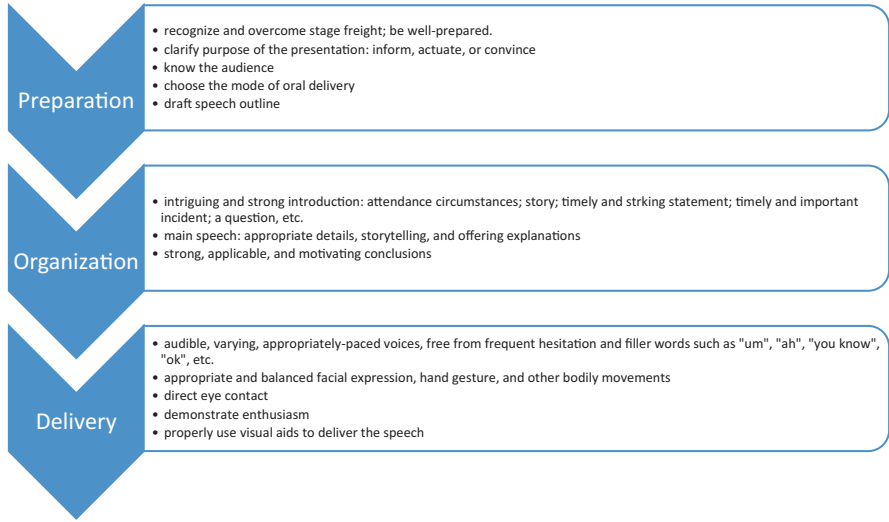 Preparation
• recognize and overcome stage freight; be well-prepared.
• clarify purpose of the presentation: inform, actuate, or convince
• know the audience
• choose the mode of oral delivery
• draft speech outline
Organization
• intriguing and strong introduction: attendance circumstances; story; timely and strking statement; timely and important
incident; a question, etc.
• main speech: appropriate details, storytelling, and offering explanations
• strong, applicable, and motivating conclusions
Delivery
• audible, varying, appropriately-paced voices, free from frequent hesitation and filler words such as "um", "ah", "you know",
"ok", etc.
• appropriate and balanced facial expression, hand gesture, and other bodily movements
• direct eye contact
• demonstrate enthusiasm
• properly use visual aids to deliver the speech